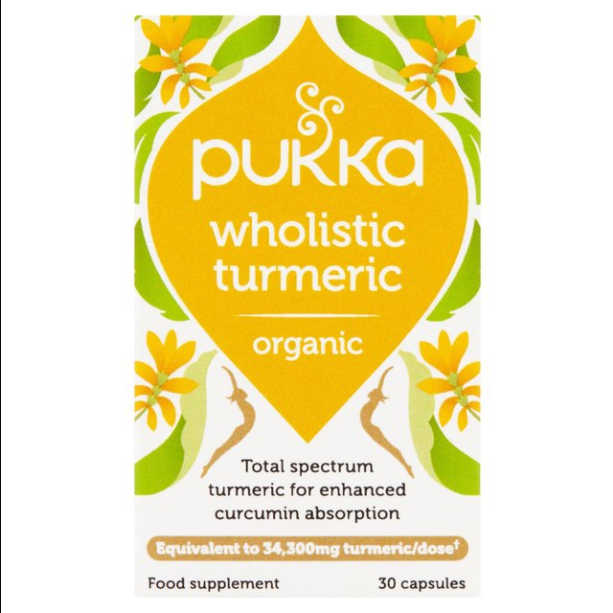 pukka
wholistic
turmeric
organic
Total spectrum
turmeric for enhanced
curcumin absorption
Equivalent to 34,300mg turmeric/dose†
Food supplement 30 capsules